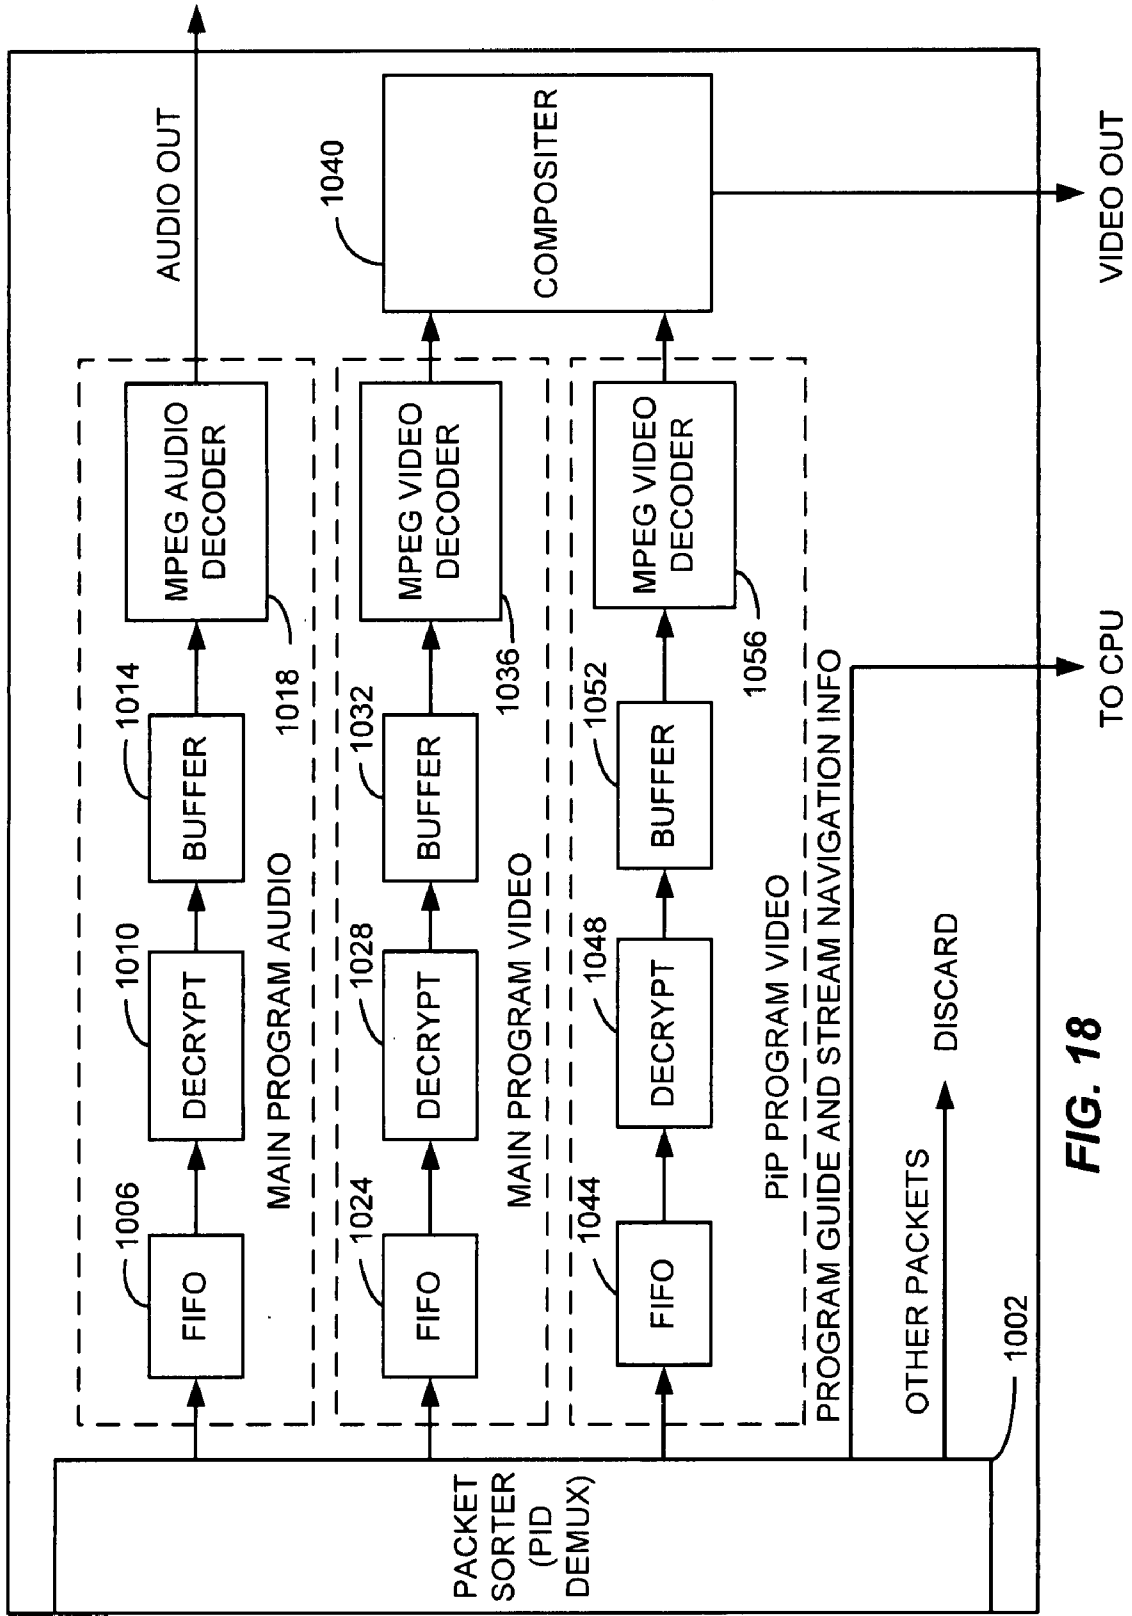 PACKET
SORTER
(PID
DEMUX)
1002
1006
FIFO
1010
DECRYPT
1014
BUFFER
MPEG AUDIO
DECODER
1018
MAIN PROGRAM AUDIO
AUDIO OUT
1024
FIFO
1028
DECRYPT
1032
BUFFER
MPEG VIDEO
DECODER
1036
MAIN PROGRAM VIDEO
1040
COMPOSITER
1044
FIFO
1048
DECRYPT
1052
BUFFER
MPEG VIDEO
DECODER
1056
PiP PROGRAM VIDEO
PROGRAM GUIDE AND STREAM NAVIGATION INFO
OTHER PACKETS
DISCARD
TO CPU
VIDEO OUT
FIG. 18